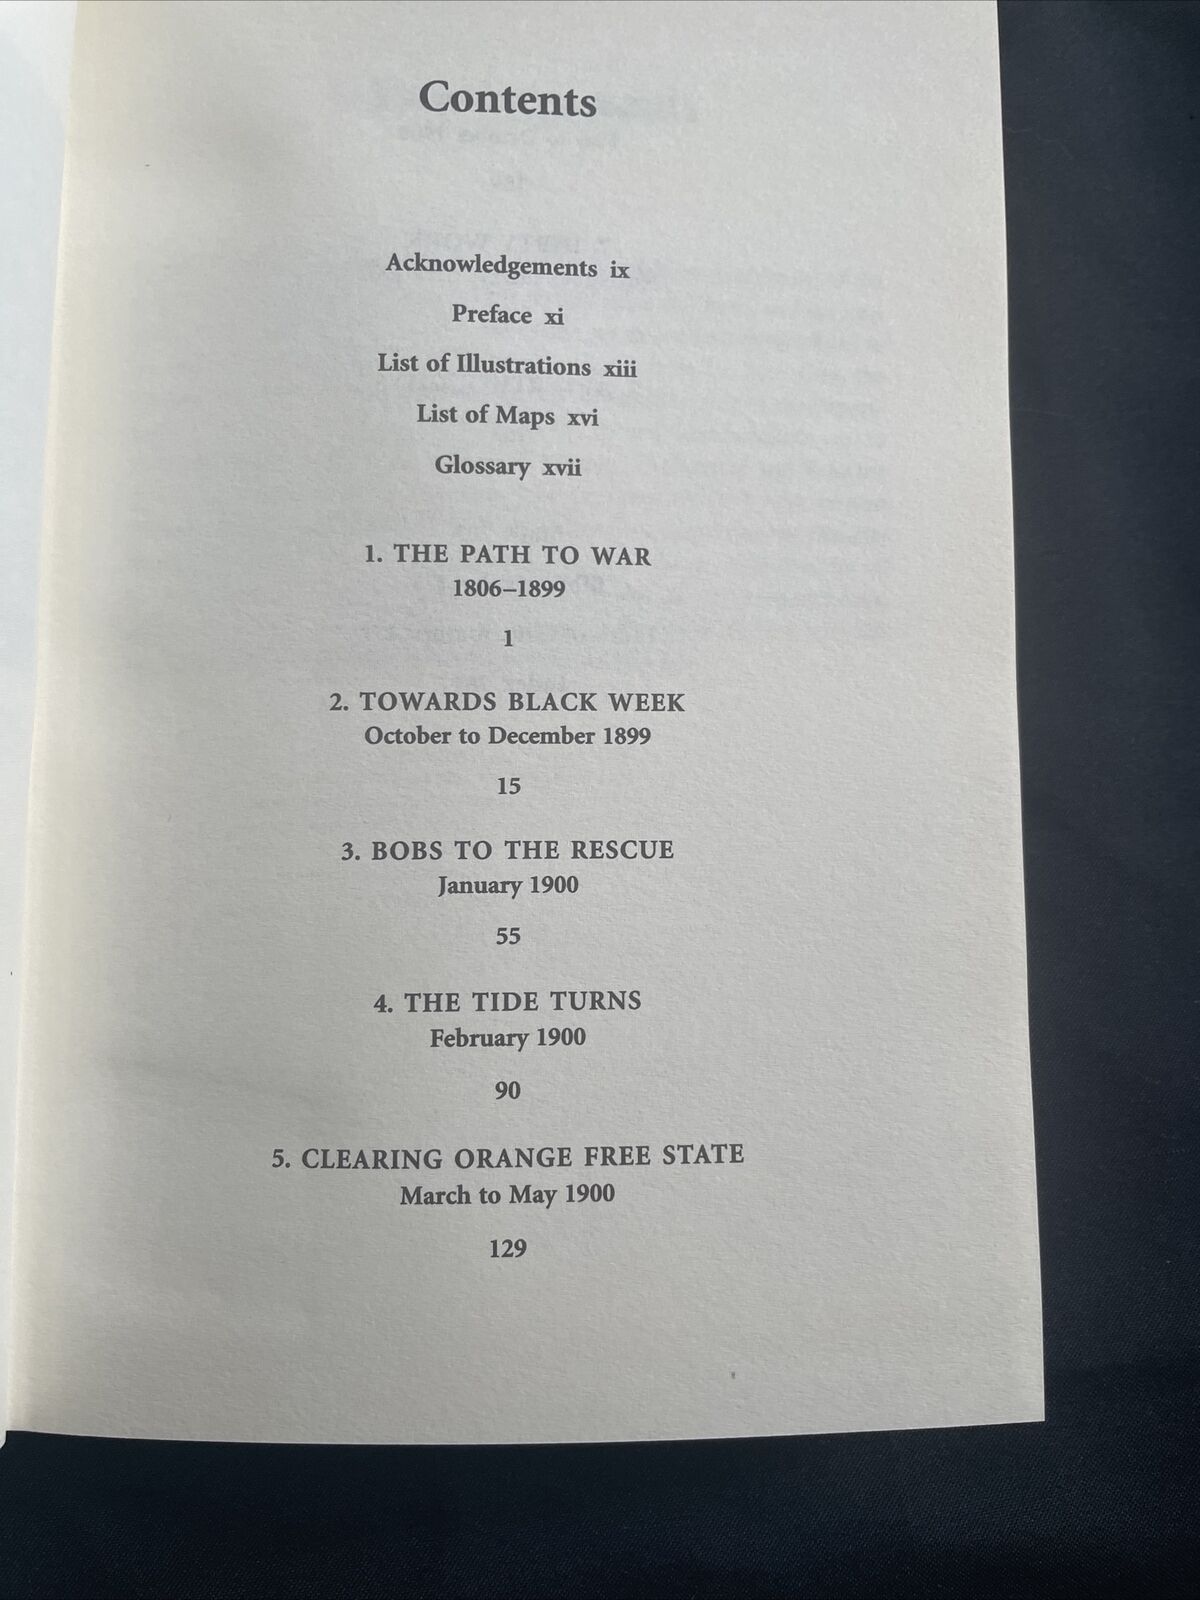 Contents
Acknowledgements ix
Preface xi
List of Illustrations xiii
List of Maps xvi
Glossary xvii
1. THE PATH TO WAR
1806–1899
1
2. TOWARDS BLACK WEEK
October to December 1899
15
3. BOBS TO THE RESCUE
January 1900
55
4. THE TIDE TURNS
February 1900
90
5. CLEARING ORANGE FREE STATE
March to May 1900
129